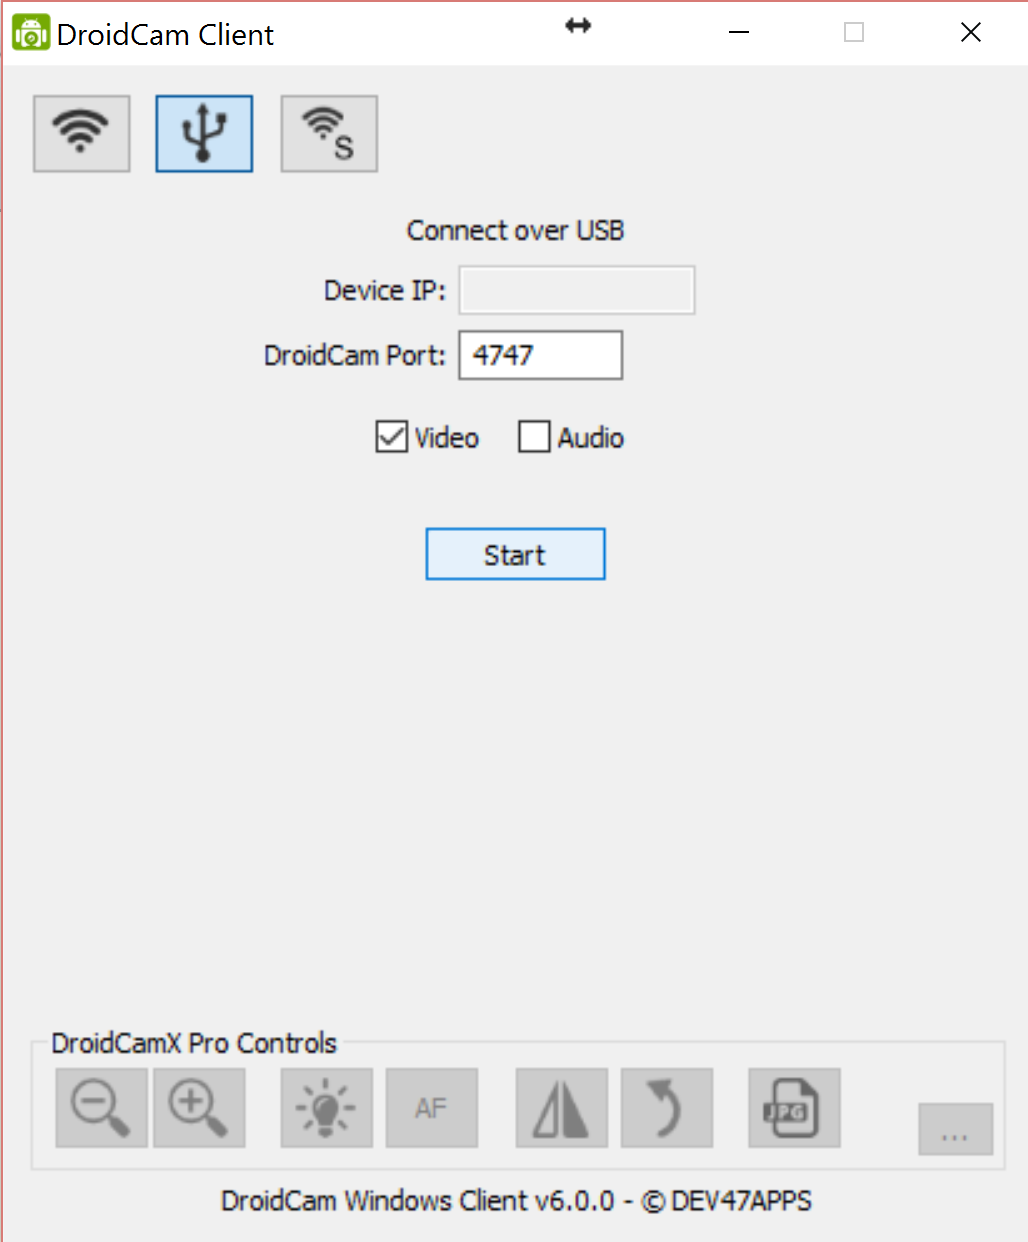 DroidCam Client
S
Connect over USB
Device IP:
DroidCam Port: 4747
Video Audio
Start
DroidCamX Pro Controls
AF JPG ...
DroidCam Windows Client v6.0.0 - © DEV47APPS